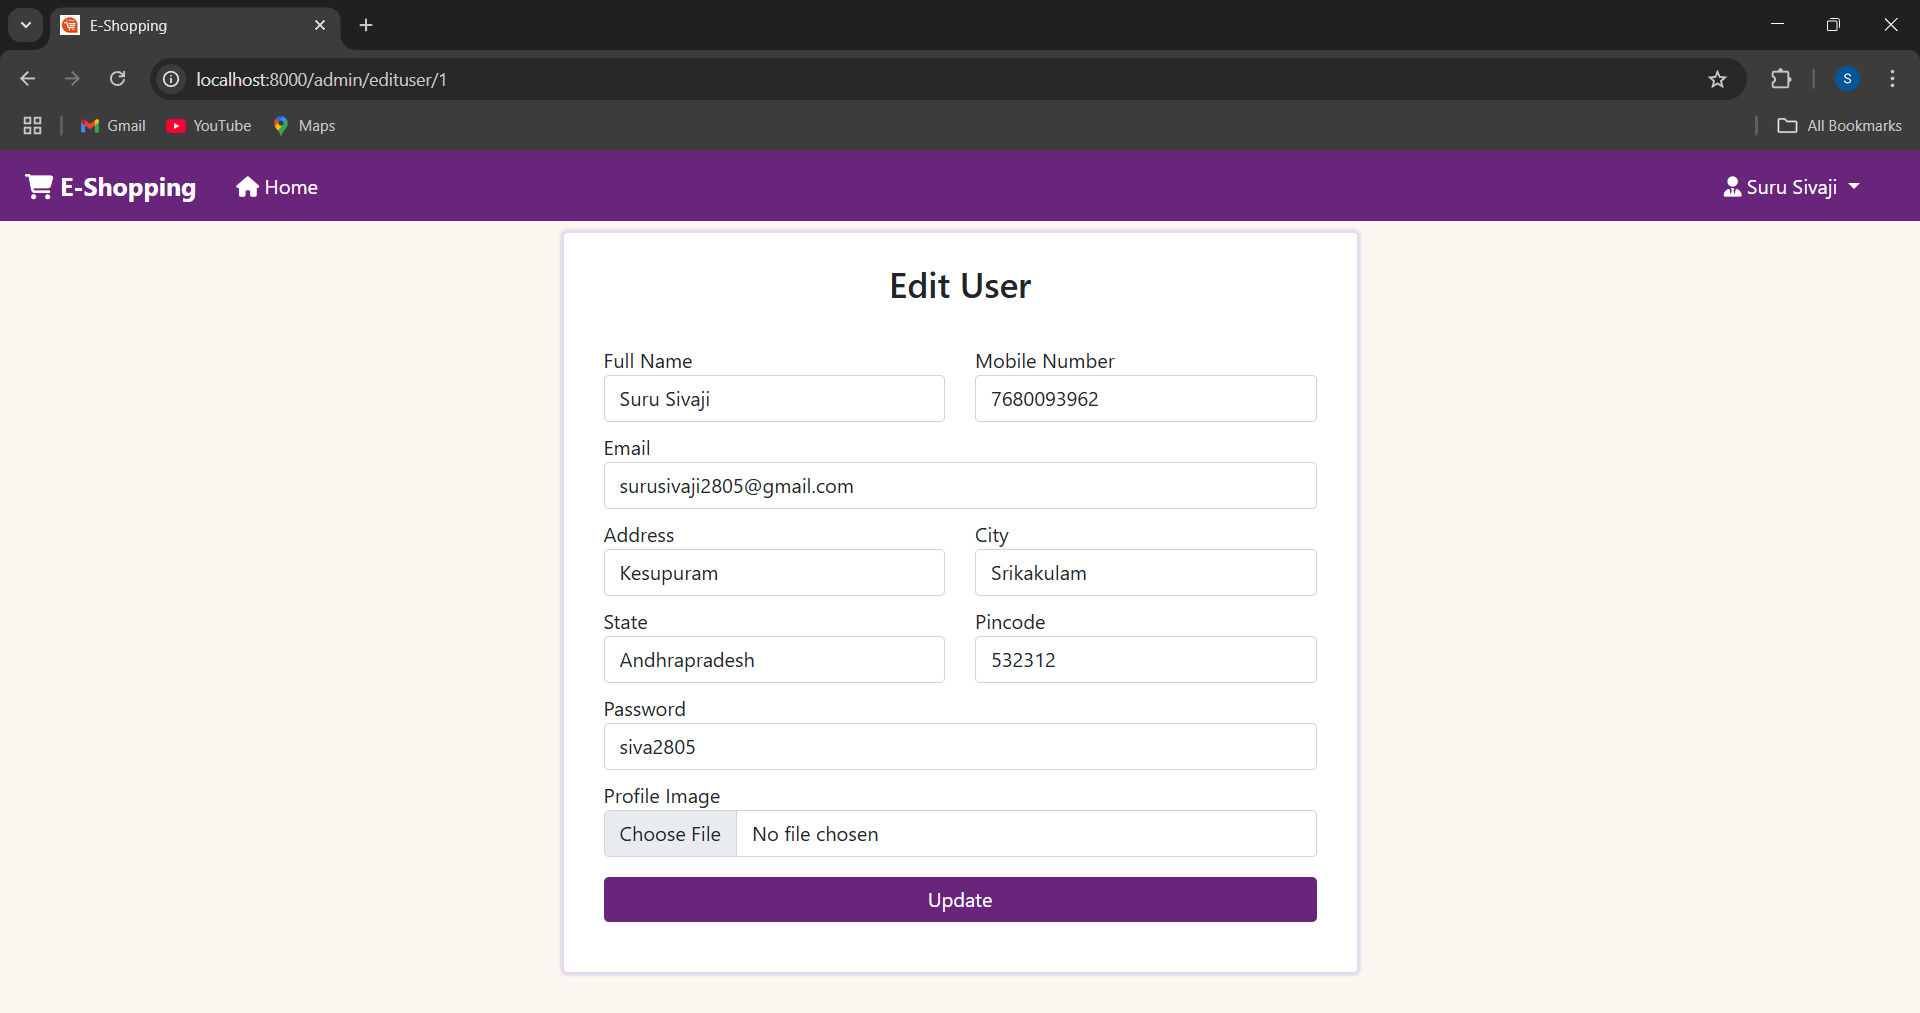 E-Shopping
localhost:8000/admin/edituser/1
S
Gmail YouTube Maps All Bookmarks
E-Shopping Home Suru Sivaji
Edit User
Full Name Mobile Number
Suru Sivaji 7680093962
Email
surusivaji2805@gmail.com
Address City
Kesupuram Srikakulam
State Pincode
Andhrapradesh 532312
Password
siva2805
Profile Image
Choose File No file chosen
Update